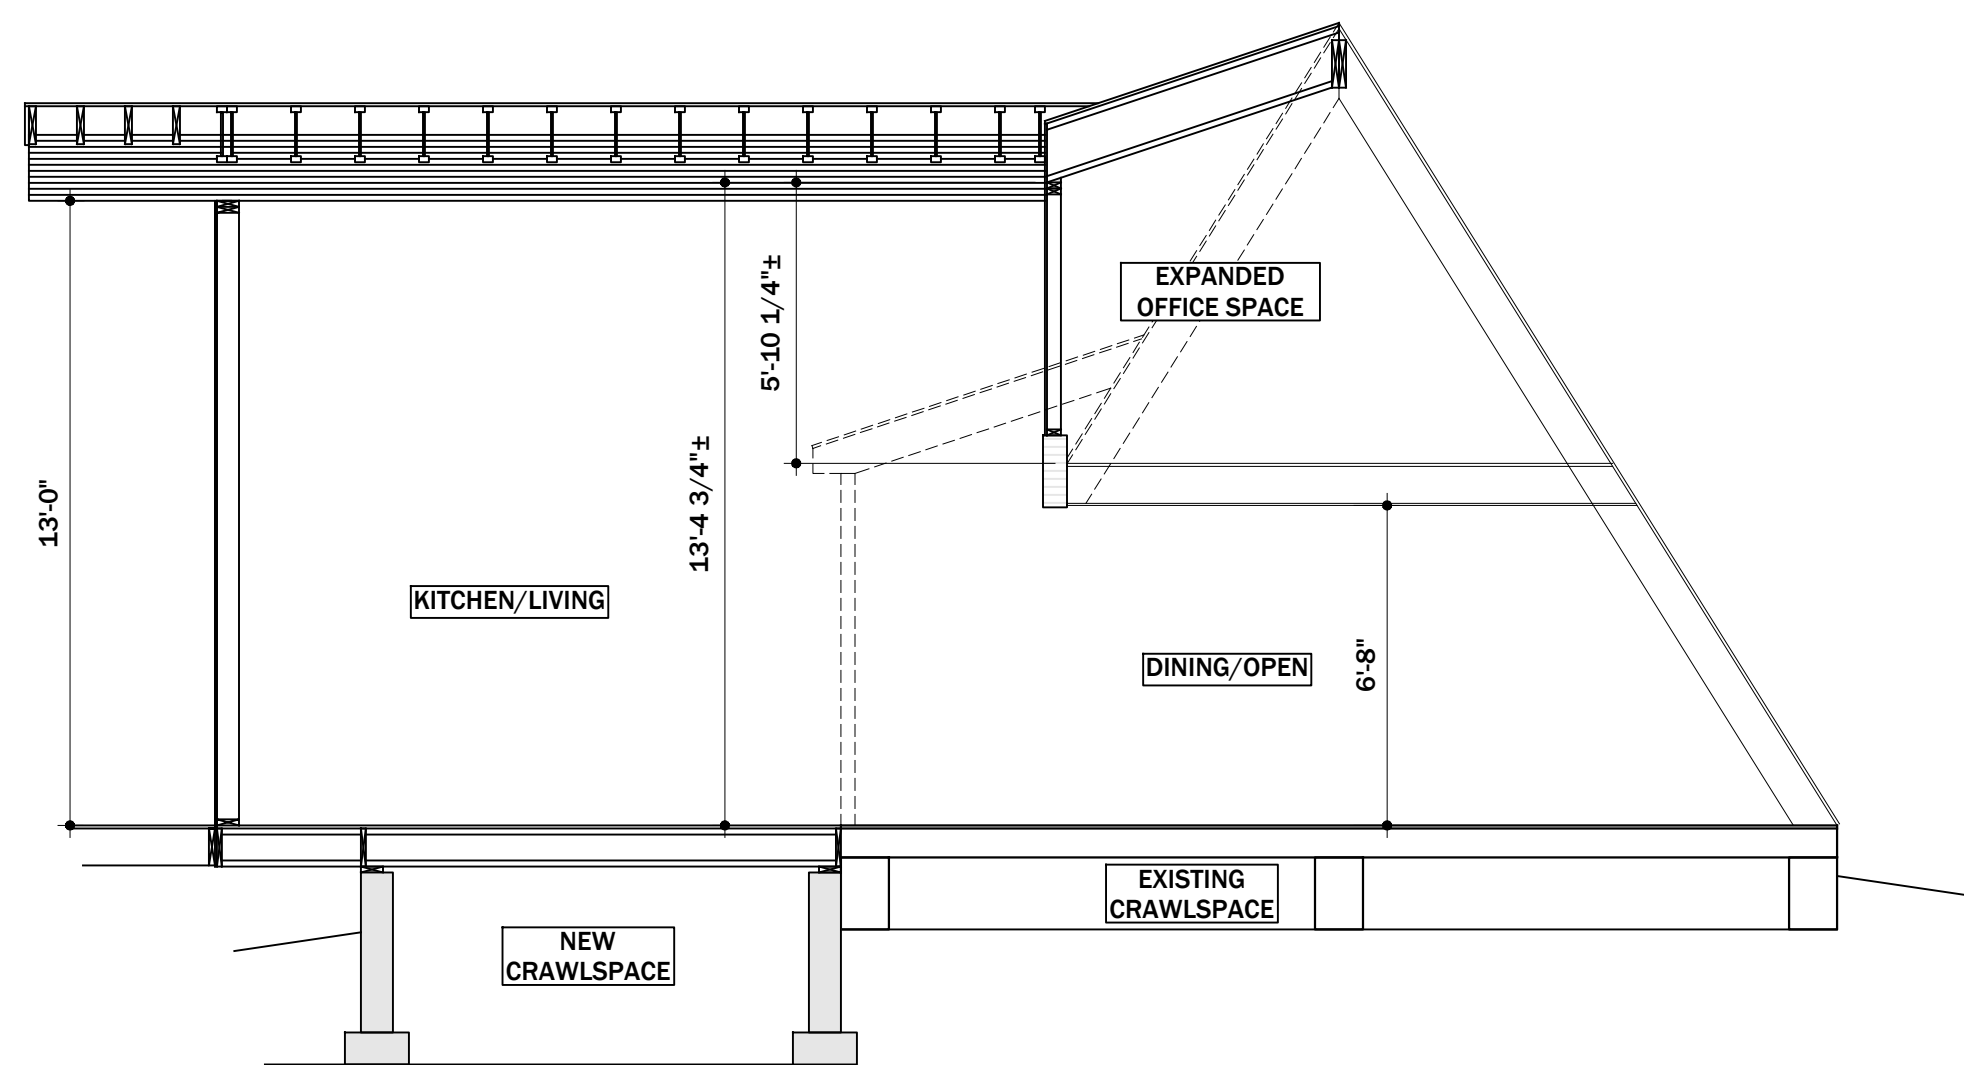 EXPANDED
OFFICE SPACE
5'-10 1/4"±
13'-4 3/4"±
13'-0"
KITCHEN/LIVING
DINING/OPEN
6'-8"
EXISTING
CRAWLSPACE
NEW
CRAWLSPACE